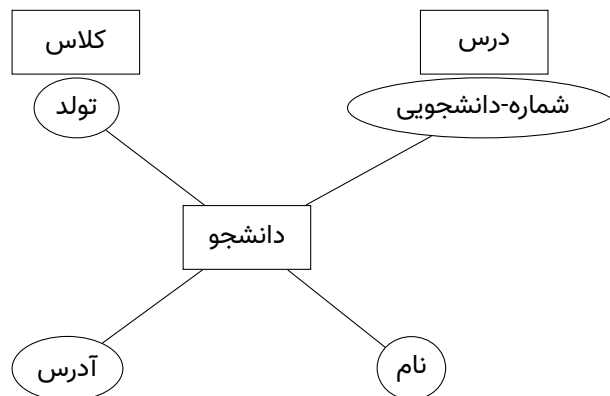 درس
کلاس
شماره-دانشجویی
تولد
دانشجو
نام
آدرس